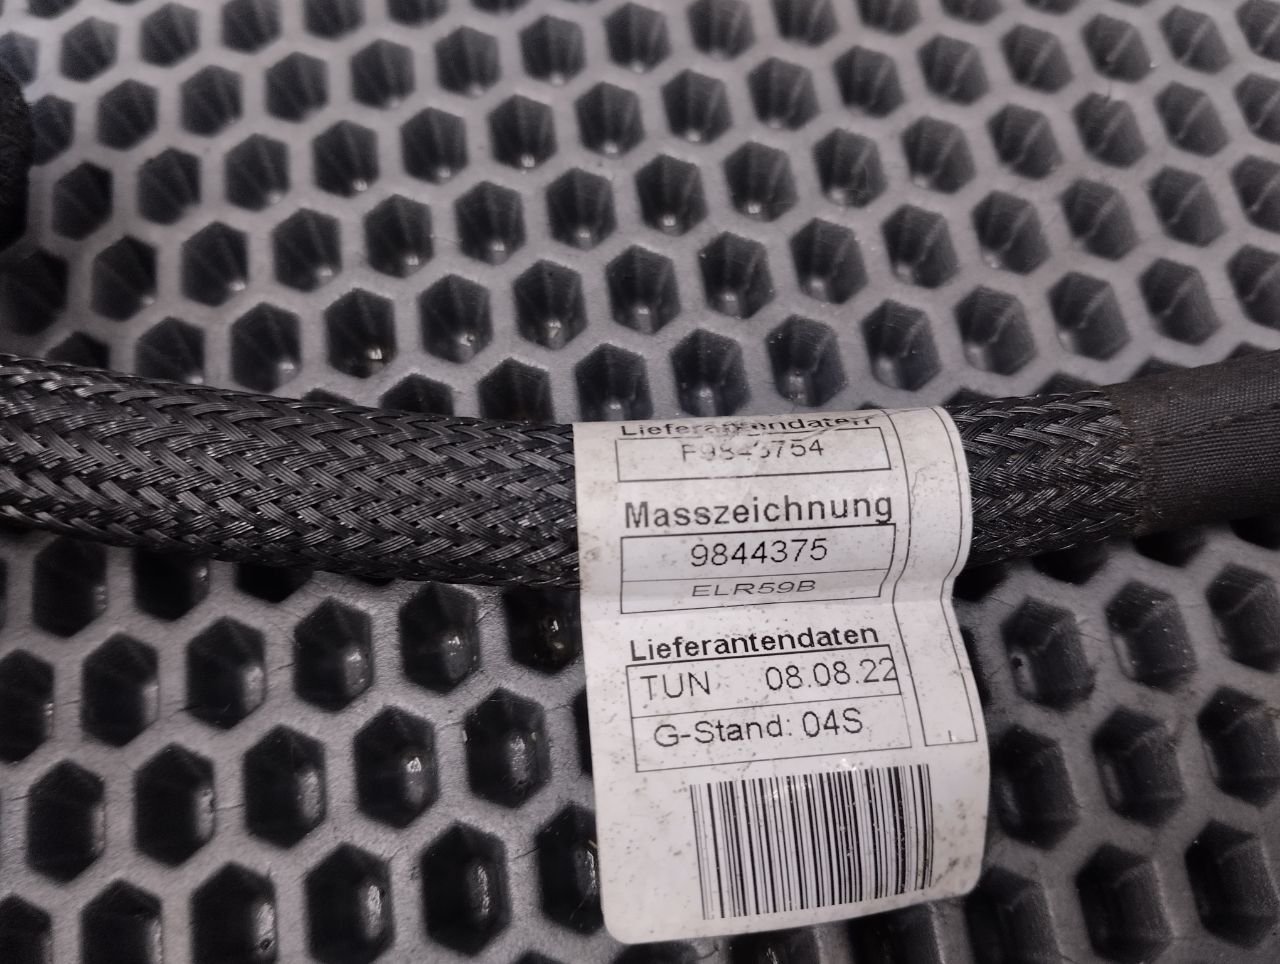 Lieferantendaten
Masszeichnung
9844375
ELR59B
Lieferantendaten
TUN 08.08.22
G-Stand: 04S